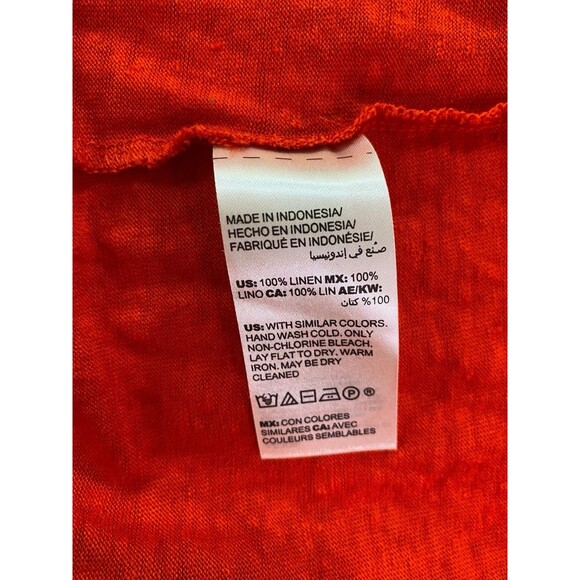 MADE IN INDONESIA/
HECHO EN INDONESIA/
FABRIQUÉ EN INDONÉSIE/
صنع في إندونيسيا
US: 100% LINEN MX: 100%
LINO CA: 100% LIN AE/KW:
100% كتان
US: WITH SIMILAR COLORS.
HAND WASH COLD. ONLY
NON-CHLORINE BLEACH.
LAY FLAT TO DRY. WARM
IRON. MAY BE DRY
CLEANED
P ®
MX: CON COLORES
SIMILARES CA: AVEC
COULEURS SEMBLABLES